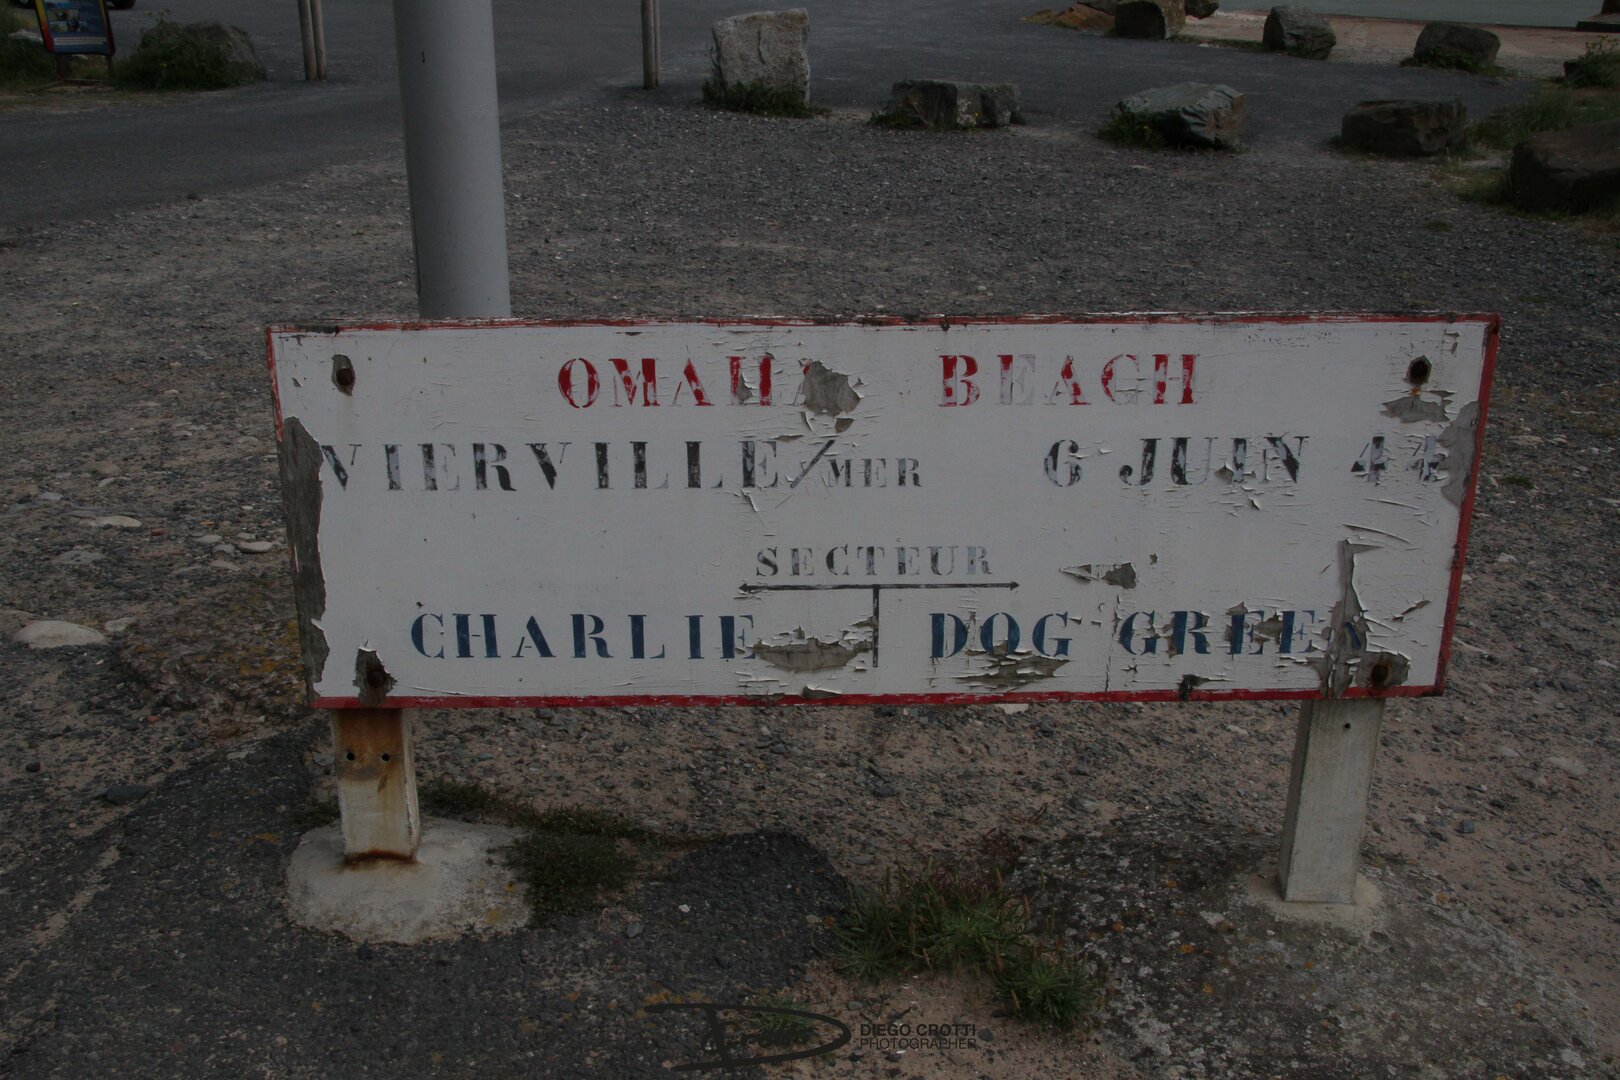 OMAHA BEACH
VIERVILLE/MER 6 JUIN 44
SECTEUR
CHARLIE DOG GREEN
DIEGO CROTTI
PHOTOGRAPHER